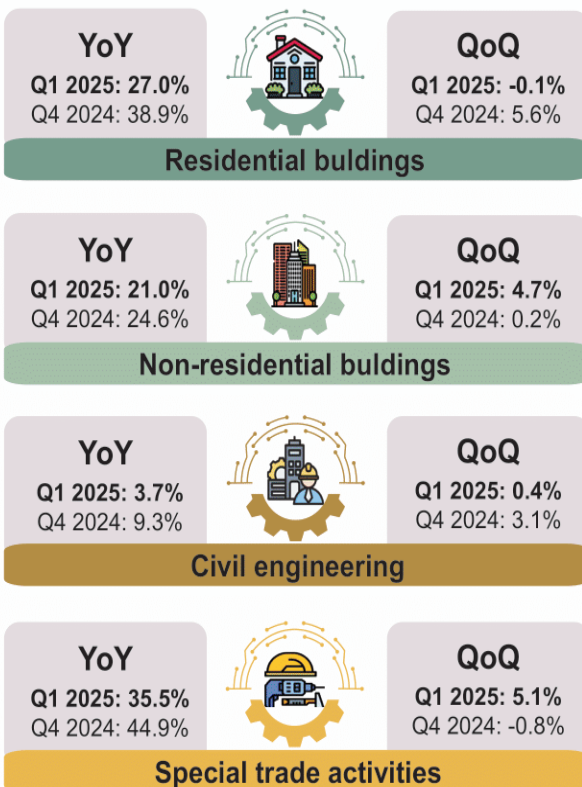 YoY
Q1 2025: 27.0%
Q4 2024: 38.9%
QoQ
Q1 2025: -0.1%
Q4 2024: 5.6%
Residential buldings
YoY
Q1 2025: 21.0%
Q4 2024: 24.6%
QoQ
Q1 2025: 4.7%
Q4 2024: 0.2%
Non-residential buldings
YoY
Q1 2025: 3.7%
Q4 2024: 9.3%
QoQ
Q1 2025: 0.4%
Q4 2024: 3.1%
Civil engineering
YoY
Q1 2025: 35.5%
Q4 2024: 44.9%
QoQ
Q1 2025: 5.1%
Q4 2024: -0.8%
Special trade activities